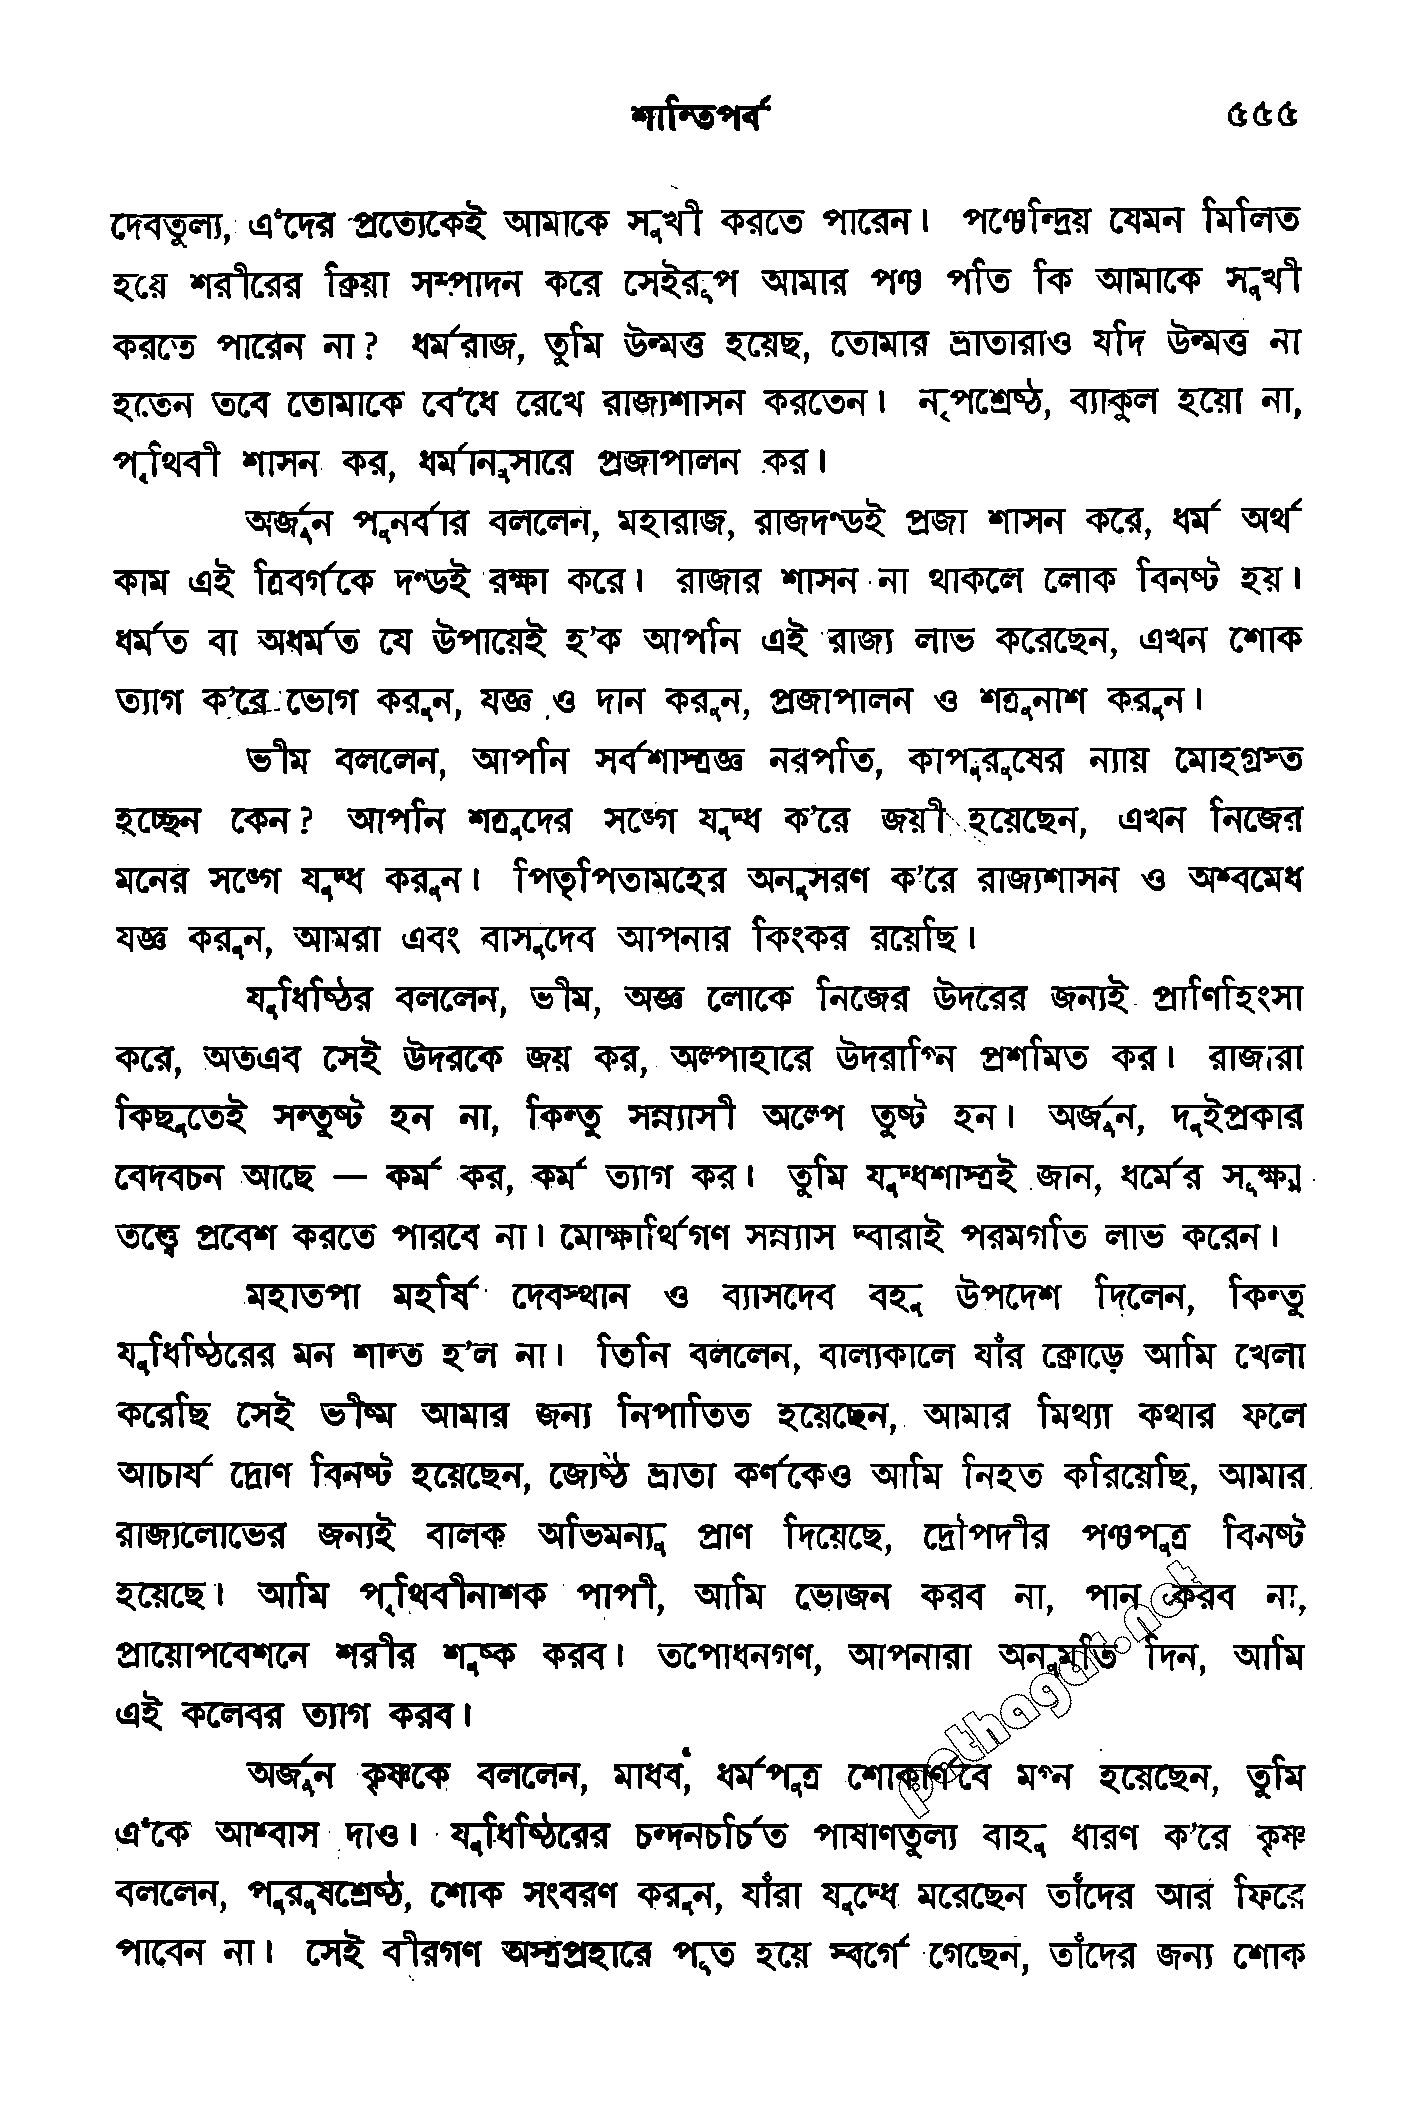 শান্তিপর্ব ৫৫৫
দেবতুল্য, এ'দের প্রত্যেকেই আমাকে সুখী করতে পারেন। পঞ্চেন্দ্রিয় যেমন মিলিত
হয়ে শরীরের ক্রিয়া সম্পাদন করে সেইরূপ আমার পঞ্চ পতি কি আমাকে সুখী
করতে পারেন না? ধর্মরাজ, তুমি উন্মত্ত হয়েছ, তোমার ভ্রাতারাও যদি উন্মত্ত না
হতেন তবে তোমাকে বে'ধে রেখে রাজ্যশাসন করতেন। নৃপশ্রেষ্ঠ, ব্যাকুল হয়ো না,
পৃথিবী শাসন কর, ধর্মানুসারে প্রজাপালন কর।
অর্জুন পুনর্বার বললেন, মহারাজ, রাজদণ্ডই প্রজা শাসন করে, ধর্ম অর্থ
কাম এই ত্রিবর্গকে দণ্ডই রক্ষা করে। রাজার শাসন না থাকলে লোক বিনষ্ট হয়।
ধর্মত বা অধর্মত যে উপায়েই হ'ক আপনি এই রাজ্য লাভ করেছেন, এখন শোক
ত্যাগ ক'রে ভোগ করুন, যজ্ঞ ও দান করুন, প্রজাপালন ও শত্রুনাশ করুন।
ভীম বললেন, আপনি সর্বশাস্ত্রজ্ঞ নরপতি, কাপুরুষের ন্যায় মোহগ্রস্ত
হচ্ছেন কেন? আপনি শত্রুদের সঙ্গে যুদ্ধ ক'রে জয়ী হয়েছেন, এখন নিজের
মনের সঙ্গে যুদ্ধ করুন। পিতৃপিতামহের অনুসরণ ক'রে রাজ্যশাসন ও অশ্বমেধ
যজ্ঞ করুন, আমরা এবং বাসুদেব আপনার কিংকর রয়েছি।
যুধিষ্ঠির বললেন, ভীম, অজ্ঞ লোকে নিজের উদরের জন্যই প্রাণিহিংসা
করে, অতএব সেই উদরকে জয় কর, অল্পাহারে উদরাগ্নি প্রশমিত কর। রাজারা
কিছুতেই সন্তুষ্ট হন না, কিন্তু সন্ন্যাসী অল্পে তুষ্ট হন। অর্জুন, দুইপ্রকার
বেদবচন আছে — কর্ম কর, কর্ম ত্যাগ কর। তুমি যুদ্ধশাস্ত্রই জান, ধর্মের সূক্ষ্ম
তত্ত্বে প্রবেশ করতে পারবে না। মোক্ষার্থিগণ সন্ন্যাস দ্বারাই পরমগতি লাভ করেন।
মহাতপা মহর্ষি দেবস্থান ও ব্যাসদেব বহু উপদেশ দিলেন, কিন্তু
যুধিষ্ঠিরের মন শান্ত হ'ল না। তিনি বললেন, বাল্যকালে যাঁর ক্রোড়ে আমি খেলা
করেছি সেই ভীষ্ম আমার জন্য নিপাতিত হয়েছেন, আমার মিথ্যা কথার ফলে
আচার্য দ্রোণ বিনষ্ট হয়েছেন, জ্যেষ্ঠ ভ্রাতা কর্ণকেও আমি নিহত করিয়েছি, আমার
রাজ্যলোভের জন্যই বালক অভিমন্যু প্রাণ দিয়েছে, দ্রৌপদীর পঞ্চপুত্র বিনষ্ট
হয়েছে। আমি পৃথিবীনাশক পাপী, আমি ভোজন করব না, পান করব না,
প্রায়োপবেশনে শরীর শুষ্ক করব। তপোধনগণ, আপনারা অনুমতি দিন, আমি
এই কলেবর ত্যাগ করব।
অর্জুন কৃষ্ণকে বললেন, মাধব, ধর্মপুত্র শোকার্ণবে মগ্ন হয়েছেন, তুমি
এ'কে আশ্বাস দাও। যুধিষ্ঠিরের চন্দনচর্চিত পাষাণতুল্য বাহু ধারণ ক'রে কৃষ্ণ
বললেন, পুরুষশ্রেষ্ঠ, শোক সংবরণ করুন, যাঁরা যুদ্ধে মরেছেন তাঁদের আর ফিরে
পাবেন না। সেই বীরগণ অস্ত্রপ্রহারে পূত হয়ে স্বর্গে গেছেন, তাঁদের জন্য শোক
pathagar.net